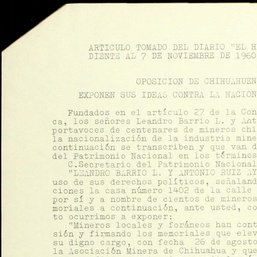 ARTICULO TOMADO DEL DIARIO "EL H
DIENTE AL 7 DE NOVIEMBRE DE 1960
OPOSICION DE CHIHUAHUEN
EXPONEN SUS IDEAS CONTRA LA NACION
Fundados en el artículo 27 de la Con
ca, los señores Leandro Barrio L. y Ant
portavoces de centenares de mineros chi
la nacionalización de la industria mine
continuación se transcriben y que van d
del Patrimonio Nacional en los términos
C.Secretario del Patrimonio Nacional
"LEANDRO BARRIO L. Y ANTONIO RUIZ AY
uso de sus derechos políticos, señaland
ciones la casa número 1402 de la calle
por sí y a nombre de cientos de mineros
moriales a continuación, ante usted, co
to ocurrimos a exponer:
"Mineros locales y foráneos han cont
sión y firmando los memoriales que elev
su digno cargo, con fecha 26 de agosto
la Asociación Minera de Chihuahua y que